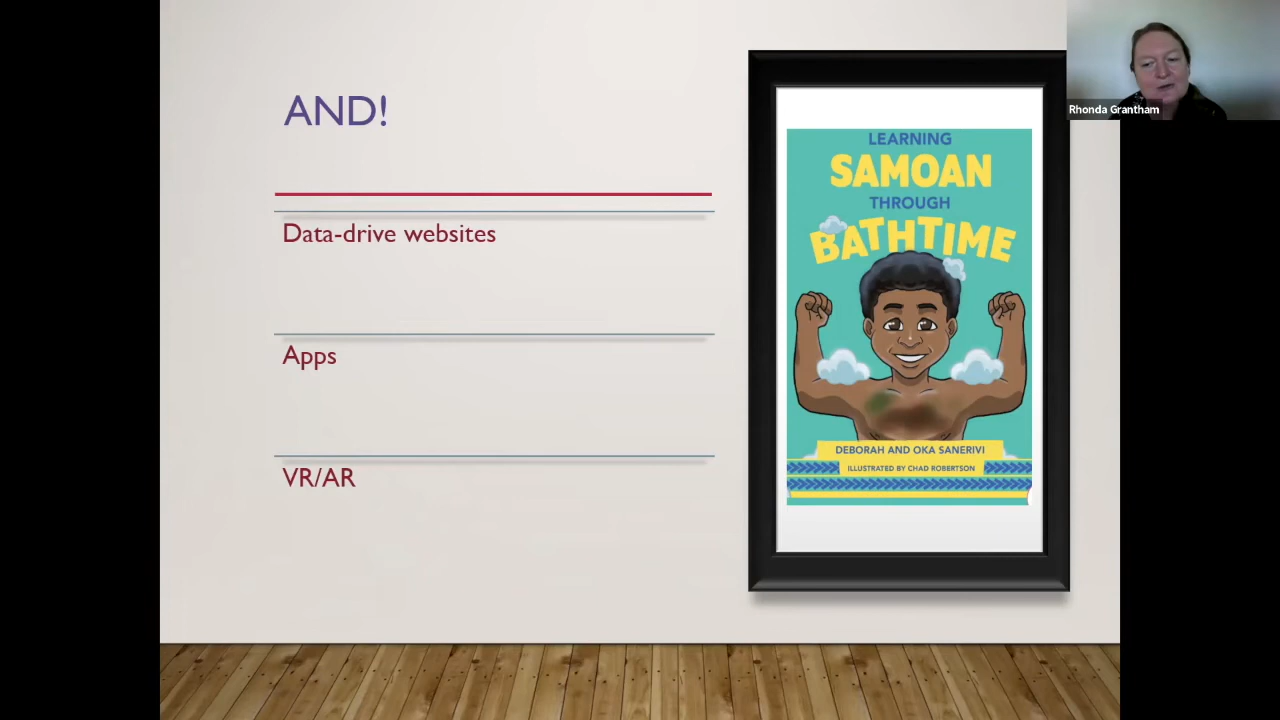 AND!
Data-drive websites
Apps
VR/AR
LEARNING
SAMOAN
THROUGH
BATHTIME
DEBORAH AND OKA SANERIVI
ILLUSTRATED BY CHAD ROBERTSON
Rhonda Grantham